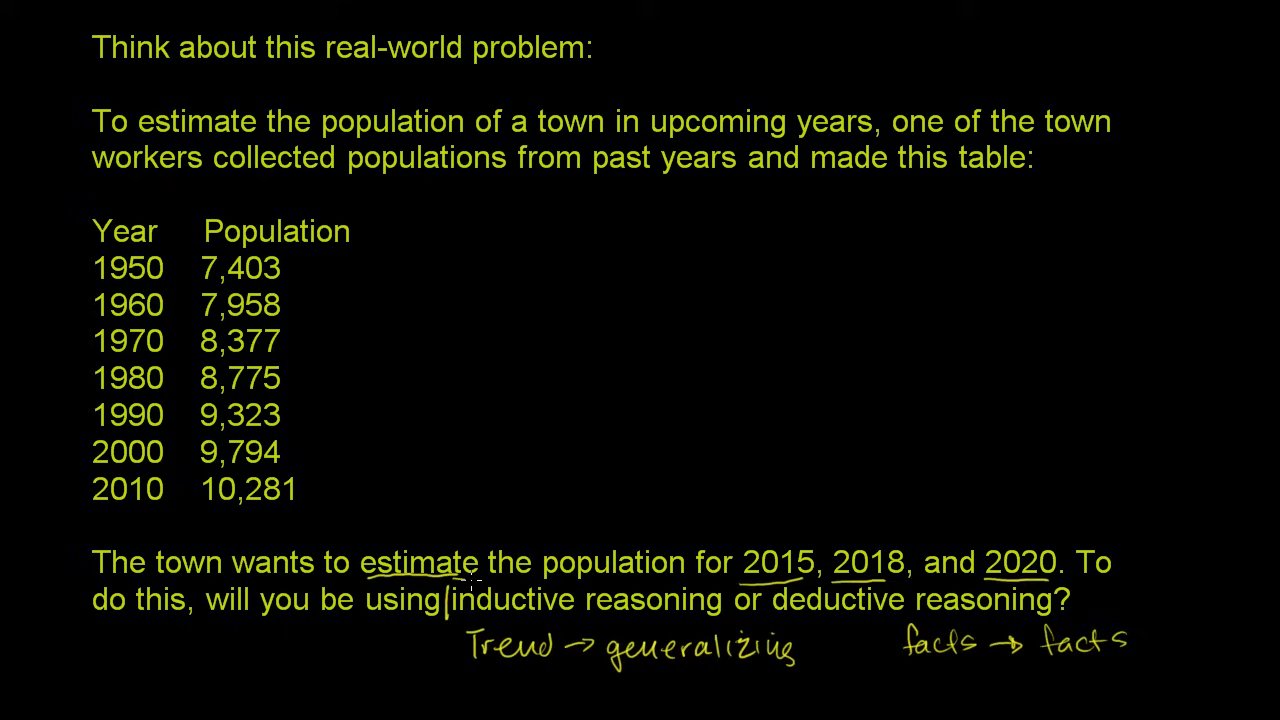 Think about this real-world problem:
To estimate the population of a town in upcoming years, one of the town
workers collected populations from past years and made this table:
Year Population
1950 7,403
1960 7,958
1970 8,377
1980 8,775
1990 9,323
2000 9,794
2010 10,281
The town wants to estimate the population for 2015, 2018, and 2020. To
do this, will you be using inductive reasoning or deductive reasoning?
Trend → generalizing facts → facts